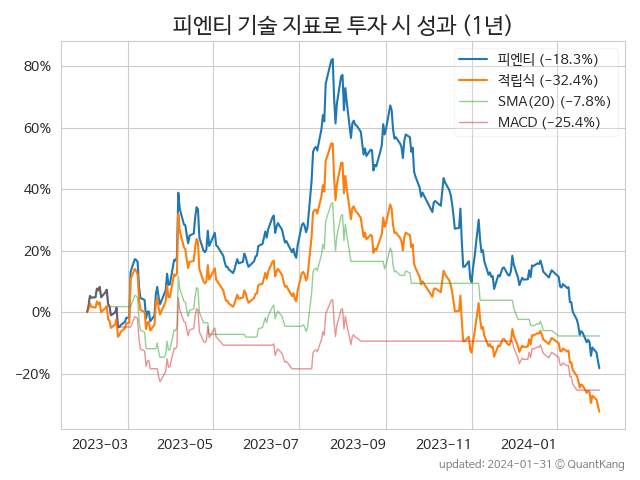 피엔티 기술 지표로 투자 시 성과 (1년)
피엔티 (−18.3%)
적립식 (−32.4%)
SMA(20) (−7.8%)
MACD (−25.4%)
80%
60%
40%
20%
0%
−20%
2023-03 2023-05 2023-07 2023-09 2023-11 2024-01
updated: 2024-01-31 © QuantKang